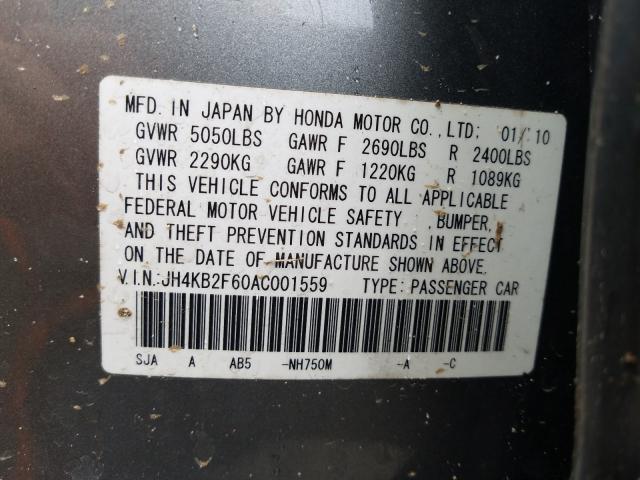 MFD. IN JAPAN BY HONDA MOTOR CO.,LTD; 01/'10
GVWR 5050LBS GAWR F 2690LBS R 2400LBS
GVWR 2290KG GAWR F 1220KG R 1089KG
THIS VEHICLE CONFORMS TO ALL APPLICABLE
FEDERAL MOTOR VEHICLE SAFETY ,BUMPER,
AND THEFT PREVENTION STANDARDS IN EFFECT
ON THE DATE OF MANUFACTURE SHOWN ABOVE.
V.I.N.:JH4KB2F60AC001559 TYPE: PASSENGER CAR
SJA A AB5 -NH750M -A -C